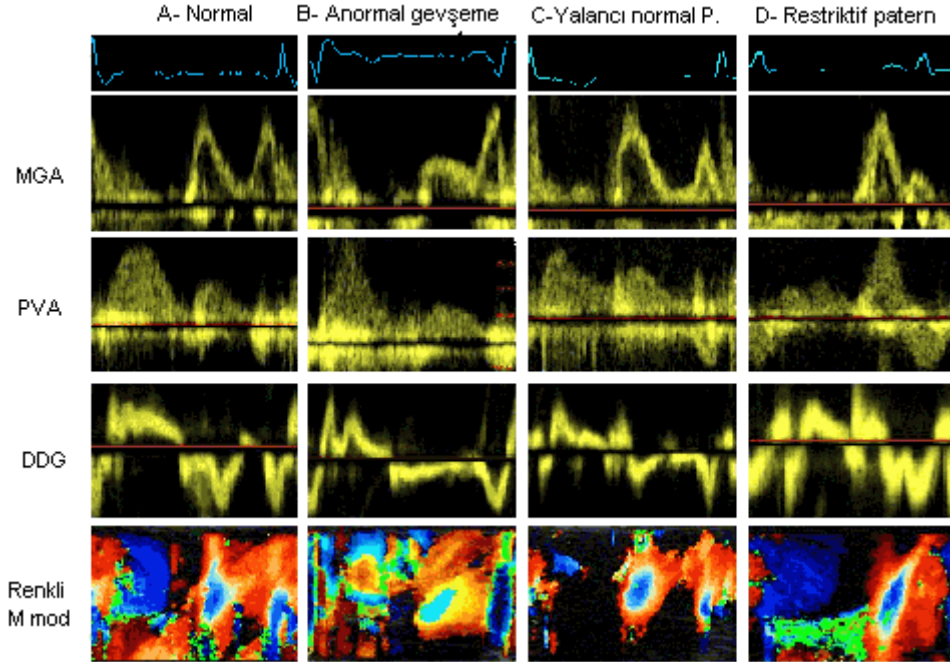 A- Normal
B- Anormal gevşeme
C-Yalancı normal P.
D- Restriktif patern
MGA
PVA
DDG
Renkli
M mod